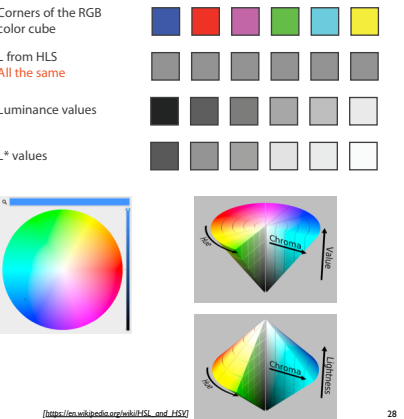 Corners of the RGB
color cube
L from HLS
All the same
Luminance values
L* values
Hue
Chroma
Value
Hue
Chroma
Lightness
[https://en.wikipedia.org/wiki/HSL_and_HSV]
28